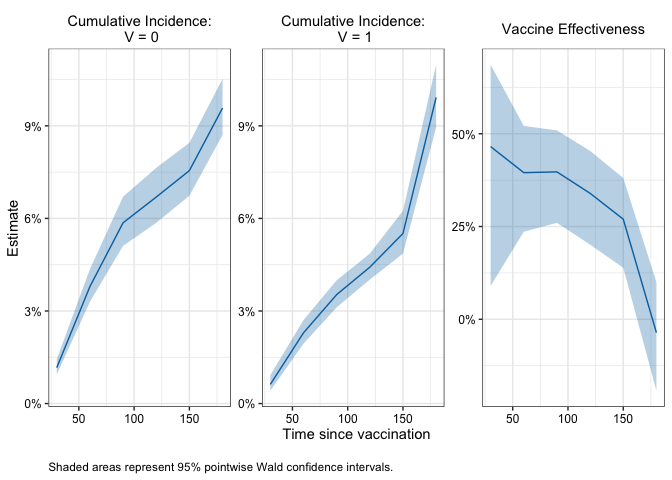 Cumulative Incidence:
V = 0
Cumulative Incidence:
V = 1
Vaccine Effectiveness
Estimate
9%
6%
3%
0%
50
100
150
9%
6%
3%
0%
50
100
150
50%
25%
0%
50
100
150
Time since vaccination
Shaded areas represent 95% pointwise Wald confidence intervals.